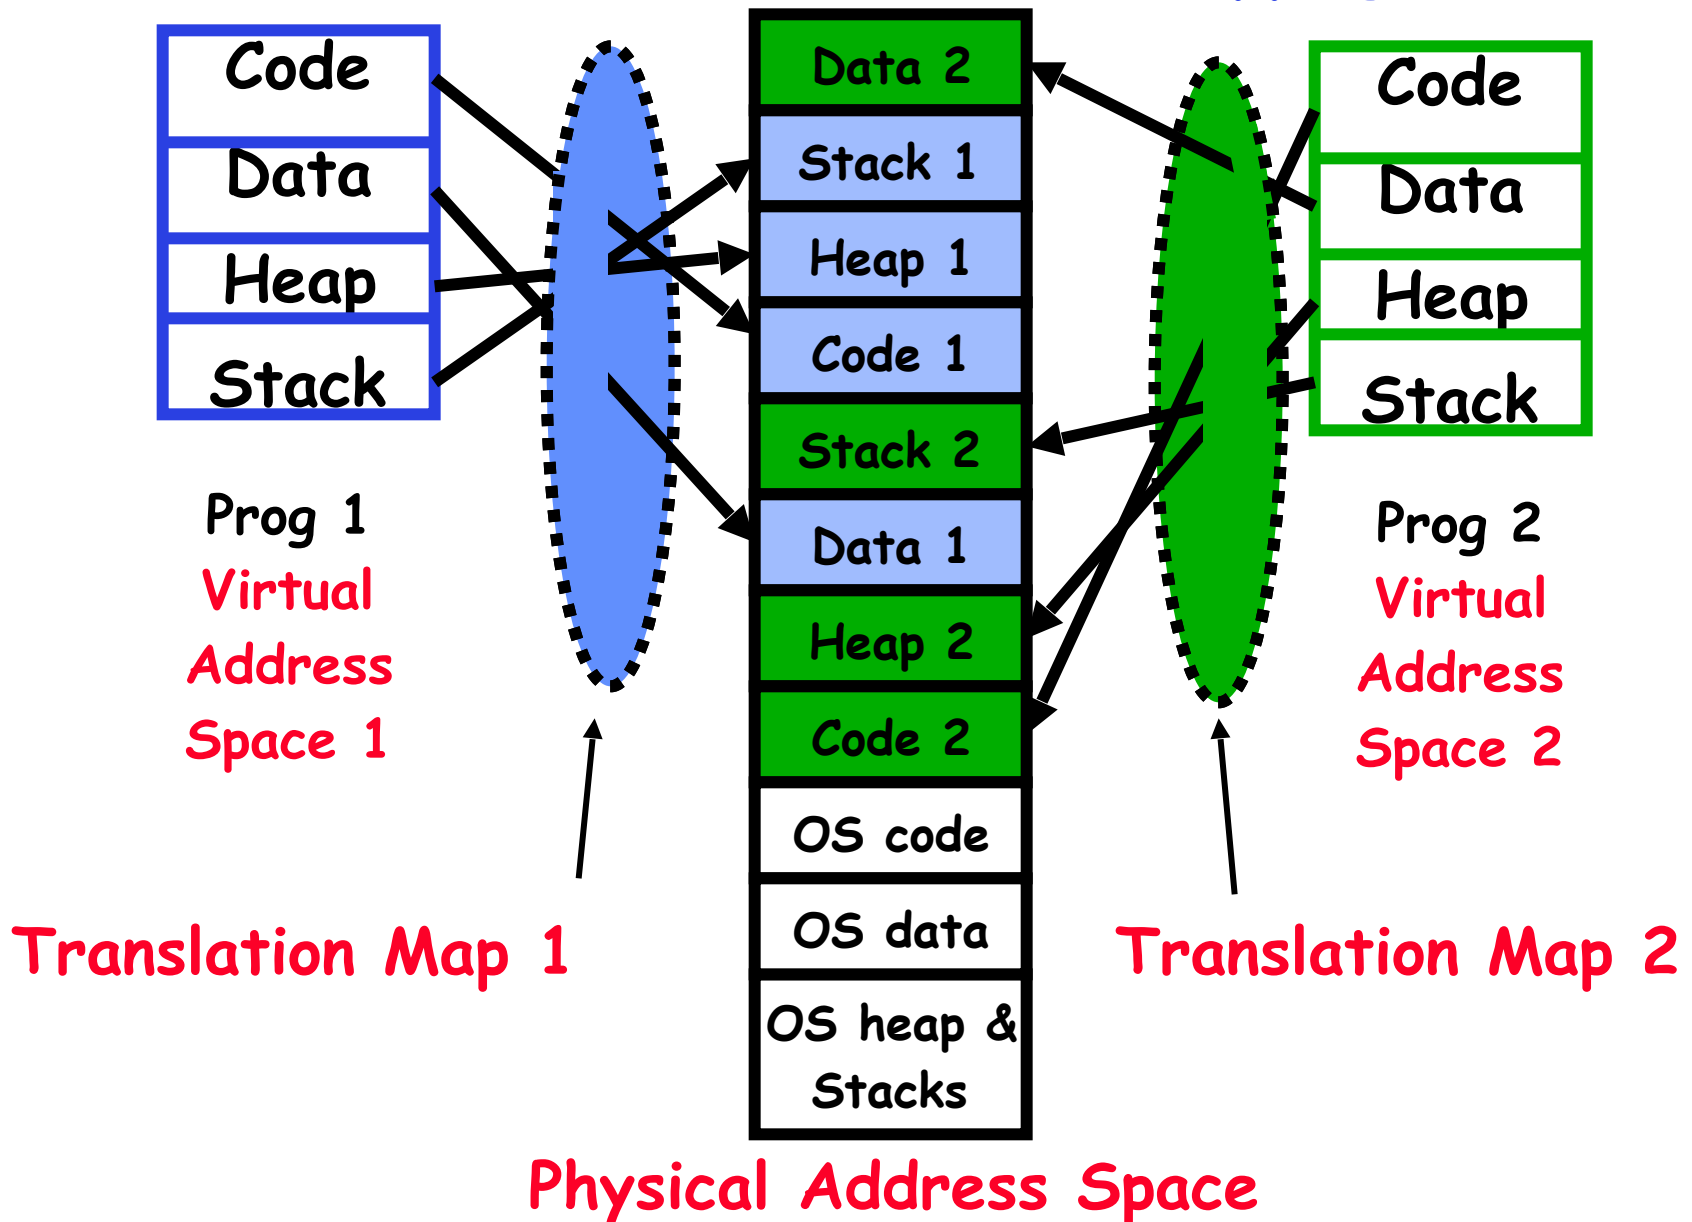 Code
Data
Heap
Stack
Prog 1
Virtual
Address
Space 1
Translation Map 1
Data 2
Stack 1
Heap 1
Code 1
Stack 2
Data 1
Heap 2
Code 2
OS code
OS data
OS heap &
Stacks
Physical Address Space
Code
Data
Heap
Stack
Prog 2
Virtual
Address
Space 2
Translation Map 2